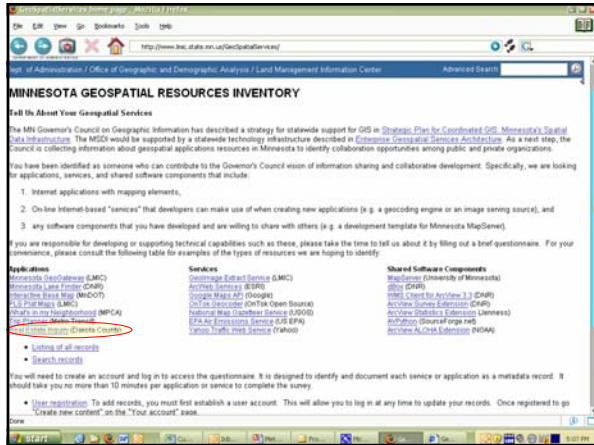 GeoSpatialServices home page - Mozilla Firefox
File Edit View Go Bookmarks Tools Help
http://www.lmic.state.mn.us/GeoSpatialServices/
Dept. of Administration / Office of Geographic and Demographic Analysis / Land Management Information Center Advanced Search
MINNESOTA GEOSPATIAL RESOURCES INVENTORY
Tell Us About Your Geospatial Services
The MN Governor's Council on Geographic Information has described a strategy for statewide support for GIS in Strategic Plan for Coordinated GIS, Minnesota's Spatial
Data Infrastructure. The MSDI would be supported by a statewide technology infrastructure described in Enterprise Geospatial Services Architecture. As a next step, the
Council is collecting information about geospatial applications resources in Minnesota to identify collaboration opportunities among public and private organizations.
You have been identified as someone who can contribute to the Governor's Council vision of information sharing and collaborative development. Specifically, we are looking
for applications, services, and shared software components that include:
1. Internet applications with mapping elements,
2. On-line Internet-based "services" that developers can make use of when creating new applications (e.g. a geocoding engine or an image serving source), and
3. any software components that you have developed and are willing to share with others (e.g. a development template for Minnesota MapServer).
If you are responsible for developing or supporting technical capabilities such as these, please take the time to tell us about it by filling out a brief questionnaire. For your
convenience, please consult the following table for examples of the types of resources we are hoping to identify.
Applications Services Shared Software Components
Minnesota GeoGateway (LMIC) GeoImage Extract Service (LMIC) MapServer (University of Minnesota)
Minnesota Lake Finder (DNR) ArcWeb Services (ESRI) dBox (DNR)
Interactive Base Map (MnDOT) Google Maps API (Google) WMS Client for ArcView 3.3 (DNR)
PLS Plat Maps (LMIC) OnTok Geocoder (OnTok Open Source) ArcView Survey Extension (DNR)
What's in my Neighborhood (MPCA) National Map Gazetteer Service (USGS) ArcView Statistics Extension (Jenness)
Trip Planner (Metro Transit) EPA Air Emissions Service (US EPA) AVPython (SourceForge.net)
Real Estate Inquiry (Dakota County) Yahoo Traffic Web Service (Yahoo) ArcView ALOHA Extension (NOAA)
Listing of all records
Search records
You will need to create an account and log in to access the questionnaire. It is designed to identify and document each service or application as a metadata record. It
should take you no more than 10 minutes per application or service to complete the survey.
User registration. To add records, you must first establish a user account. This will allow you to log in at any time to update your records. Once registered to go
"Create new content" on the "Your account" page.
Done
start 5:07 PM